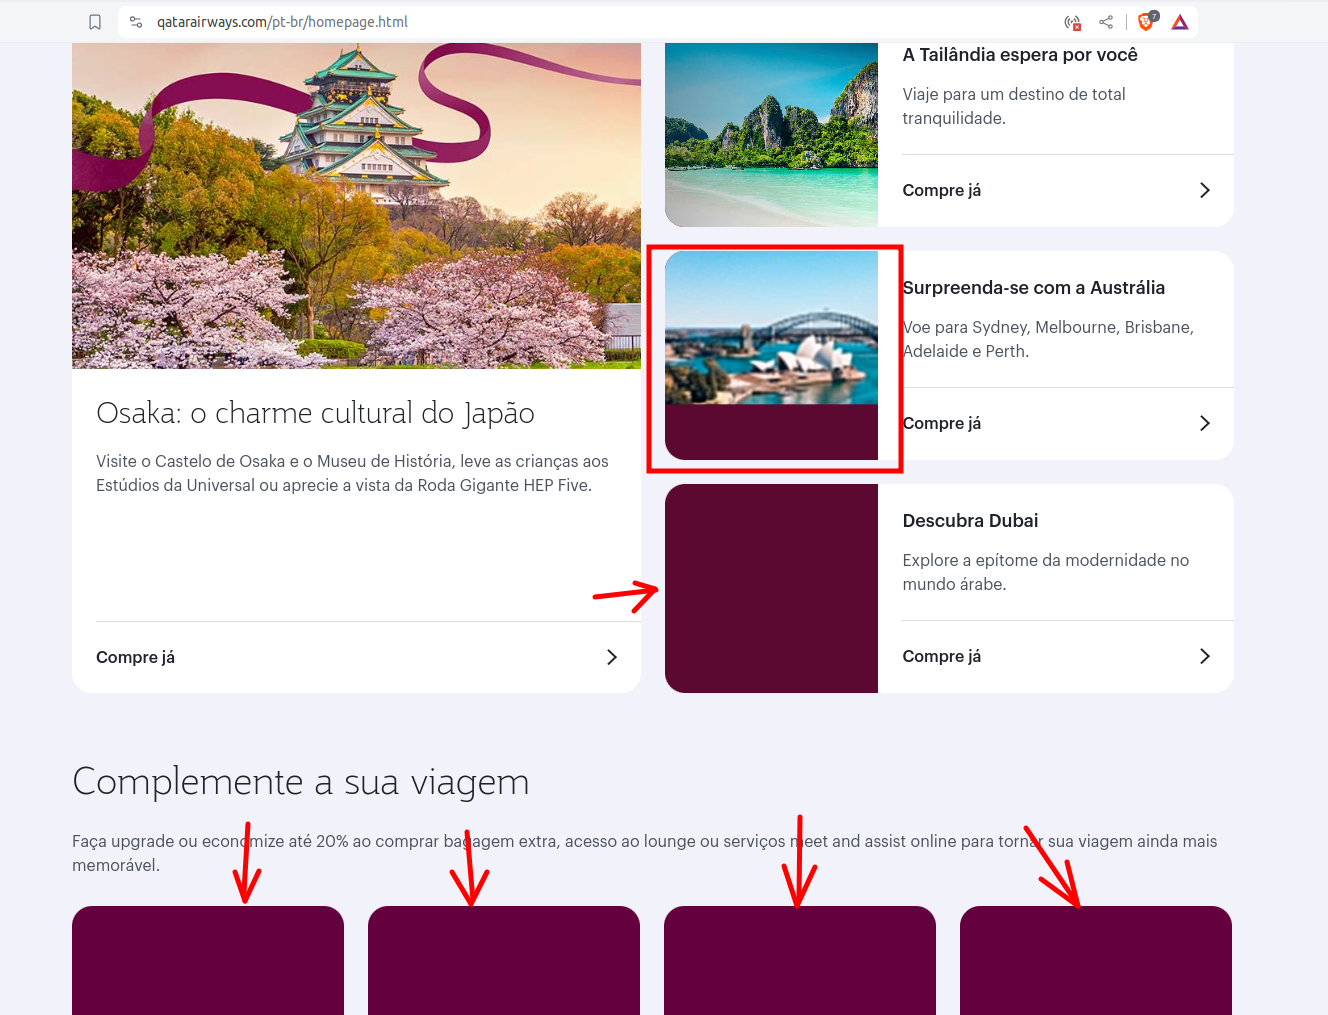 qatarairways.com/pt-br/homepage.html
7
A Tailândia espera por você
Viaje para um destino de total
tranquilidade.
Compre já
Surpreenda-se com a Austrália
Voe para Sydney, Melbourne, Brisbane,
Adelaide e Perth.
Compre já
Osaka: o charme cultural do Japão
Visite o Castelo de Osaka e o Museu de História, leve as crianças aos
Estúdios da Universal ou aprecie a vista da Roda Gigante HEP Five.
Compre já
Descubra Dubai
Explore a epítome da modernidade no
mundo árabe.
Compre já
Complemente a sua viagem
Faça upgrade ou economize até 20% ao comprar bagagem extra, acesso ao lounge ou serviços meet and assist online para tornar sua viagem ainda mais
memorável.